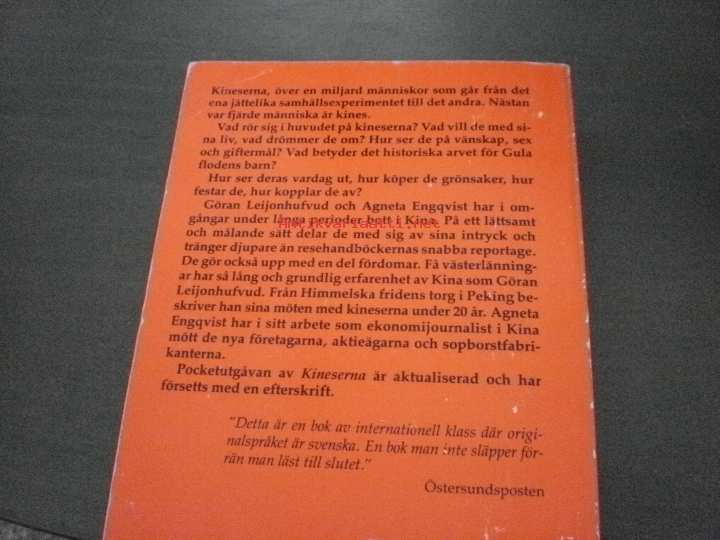 Kineserna, över en miljard människor som går från det
ena jättelika samhällsexperimentet till det andra. Nästan
var fjärde människa är kines.
Vad rör sig i huvudet på kineserna? Vad vill de med si-
na liv, vad drömmer de om? Hur ser de på vänskap, sex
och giftermål? Vad betyder det historiska arvet för Gula
flodens barn?
Hur ser deras vardag ut, hur köper de grönsaker, hur
festar de, hur kopplar de av?
Göran Leijonhufvud och Agneta Engqvist har i om-
gångar under långa perioder bott i Kina. På ett lättsamt
och målande sätt delar de med sig av sina intryck och
tränger djupare än resehandböckernas snabba reportage.
De gör också upp med en del fördomar. Få västerlänning-
ar har så lång och grundlig erfarenhet av Kina som Göran
Leijonhufvud. Från Himmelska fridens torg i Peking be-
skriver han sina möten med kineserna under 20 år. Agneta
Engqvist har i sitt arbete som ekonomijournalist i Kina
mött de nya företagarna, aktieägarna och sopborstfabri-
kanterna.
Pocketutgåvan av Kineserna är aktualiserad och har
försetts med en efterskrift.
"Detta är en bok av internationell klass där origi-
nalspråket är svenska. En bok man inte släpper för-
rän man läst till slutet."
Östersundsposten